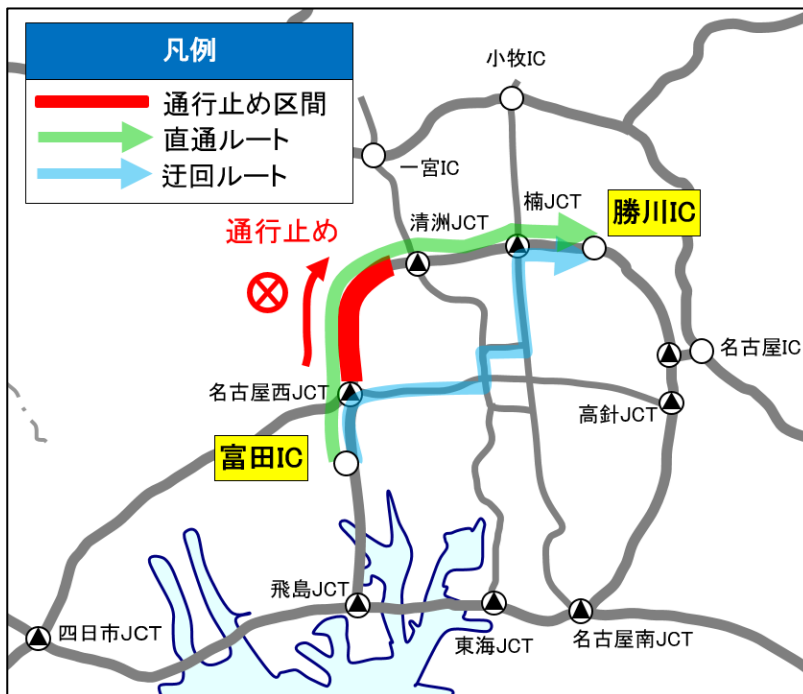 凡例
通行止め区間
直通ルート
迂回ルート
小牧IC
一宮IC
楠JCT
勝川IC
清洲JCT
通行止め
名古屋IC
名古屋西JCT
高針JCT
富田IC
飛島JCT
四日市JCT
東海JCT
名古屋南JCT